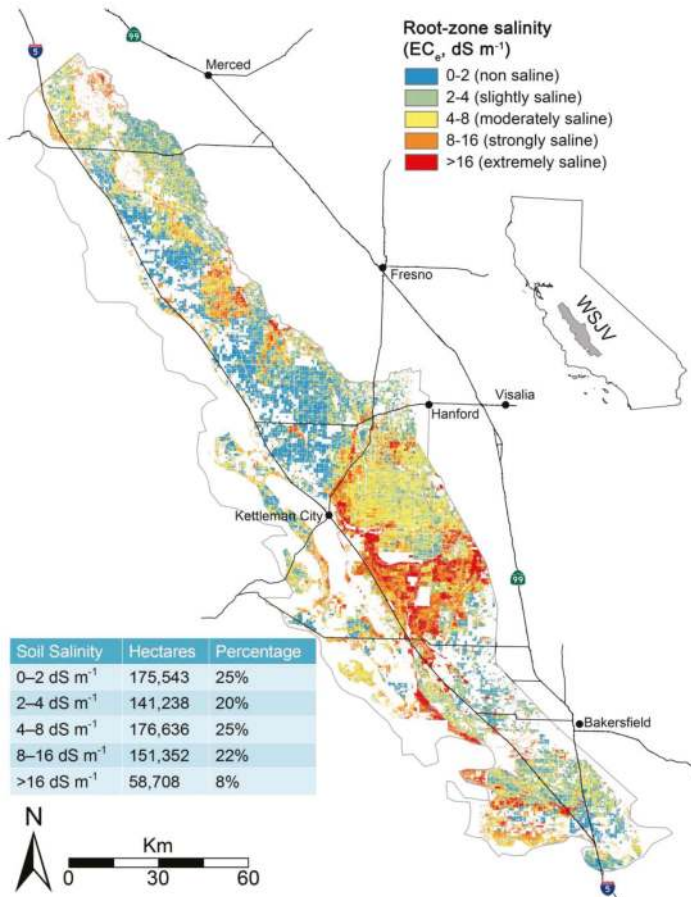 Root-zone salinity
(ECe, dS m-1)
0-2 (non saline)
2-4 (slightly saline)
4-8 (moderately saline)
8-16 (strongly saline)
>16 (extremely saline)
5
99
Merced
Fresno
WSJV
Hanford
Visalia
Kettleman City
99
Soil Salinity Hectares Percentage
0–2 dS m-1 175,543 25%
2–4 dS m-1 141,238 20%
4–8 dS m-1 176,636 25%
8–16 dS m-1 151,352 22%
>16 dS m-1 58,708 8%
Bakersfield
N
Km
0 30 60
5